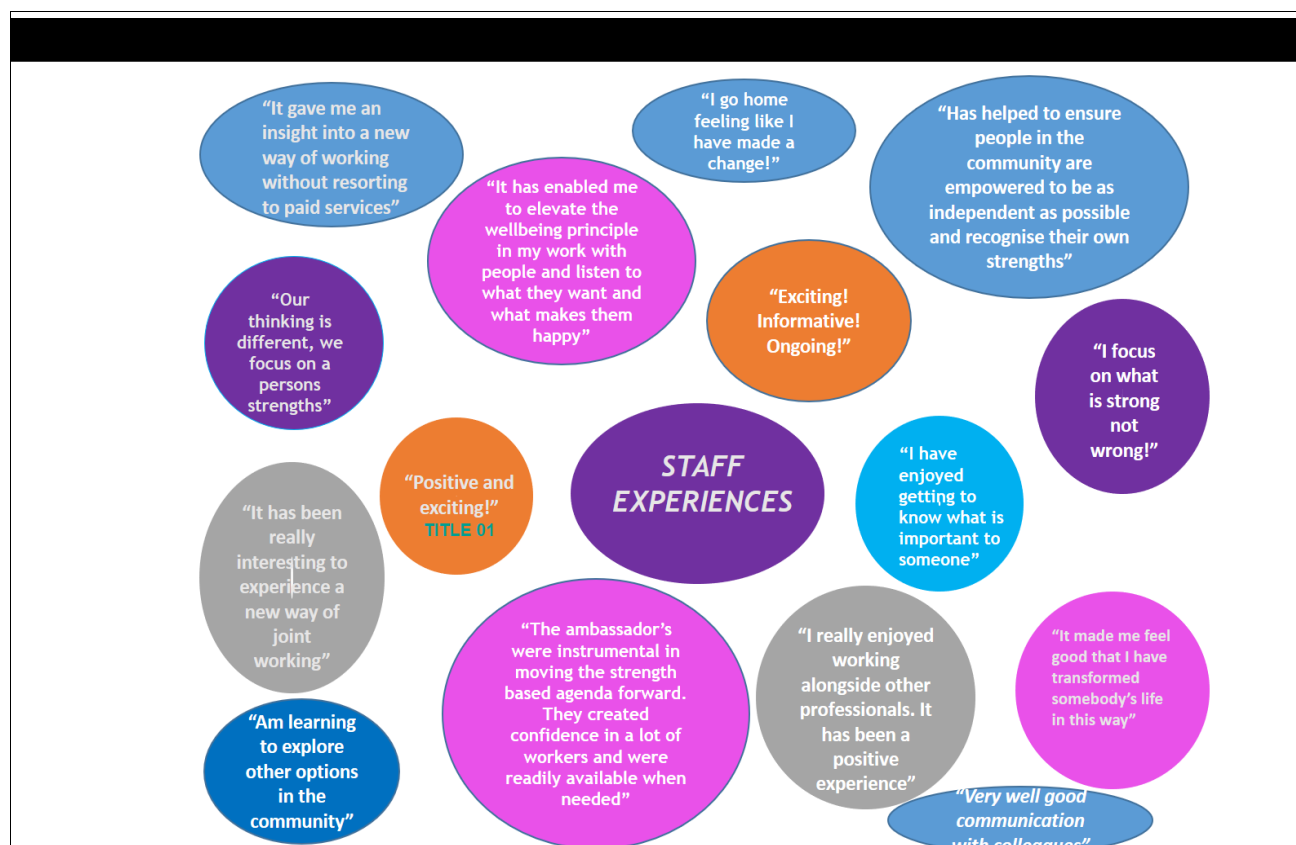 “It gave me an
insight into a new
way of working
without resorting
to paid services”
“I go home
feeling like I
have made a
change!”
“Has helped to ensure
people in the
community are
empowered to be as
independent as possible
and recognise their own
strengths”
“It has enabled me
to elevate the
wellbeing principle
in my work with
people and listen to
what they want and
what makes them
happy”
“Our
thinking is
different, we
focus on a
persons
strengths”
“Exciting!
Informative!
Ongoing!”
“I focus
on what
is strong
not
wrong!”
“Positive and
exciting!”
TITLE 01
STAFF
EXPERIENCES
“I have
enjoyed
getting to
know what is
important to
someone”
“It has been
really
interesting to
experience a
new way of
joint
working”
“The ambassador’s
were instrumental in
moving the strength
based agenda forward.
They created
confidence in a lot of
workers and were
readily available when
needed”
“I really enjoyed
working
alongside other
professionals. It
has been a
positive
experience”
“It made me feel
good that I have
transformed
somebody’s life
in this way”
“Am learning
to explore
other options
in the
community”
“Very well good
communication
with colleagues”